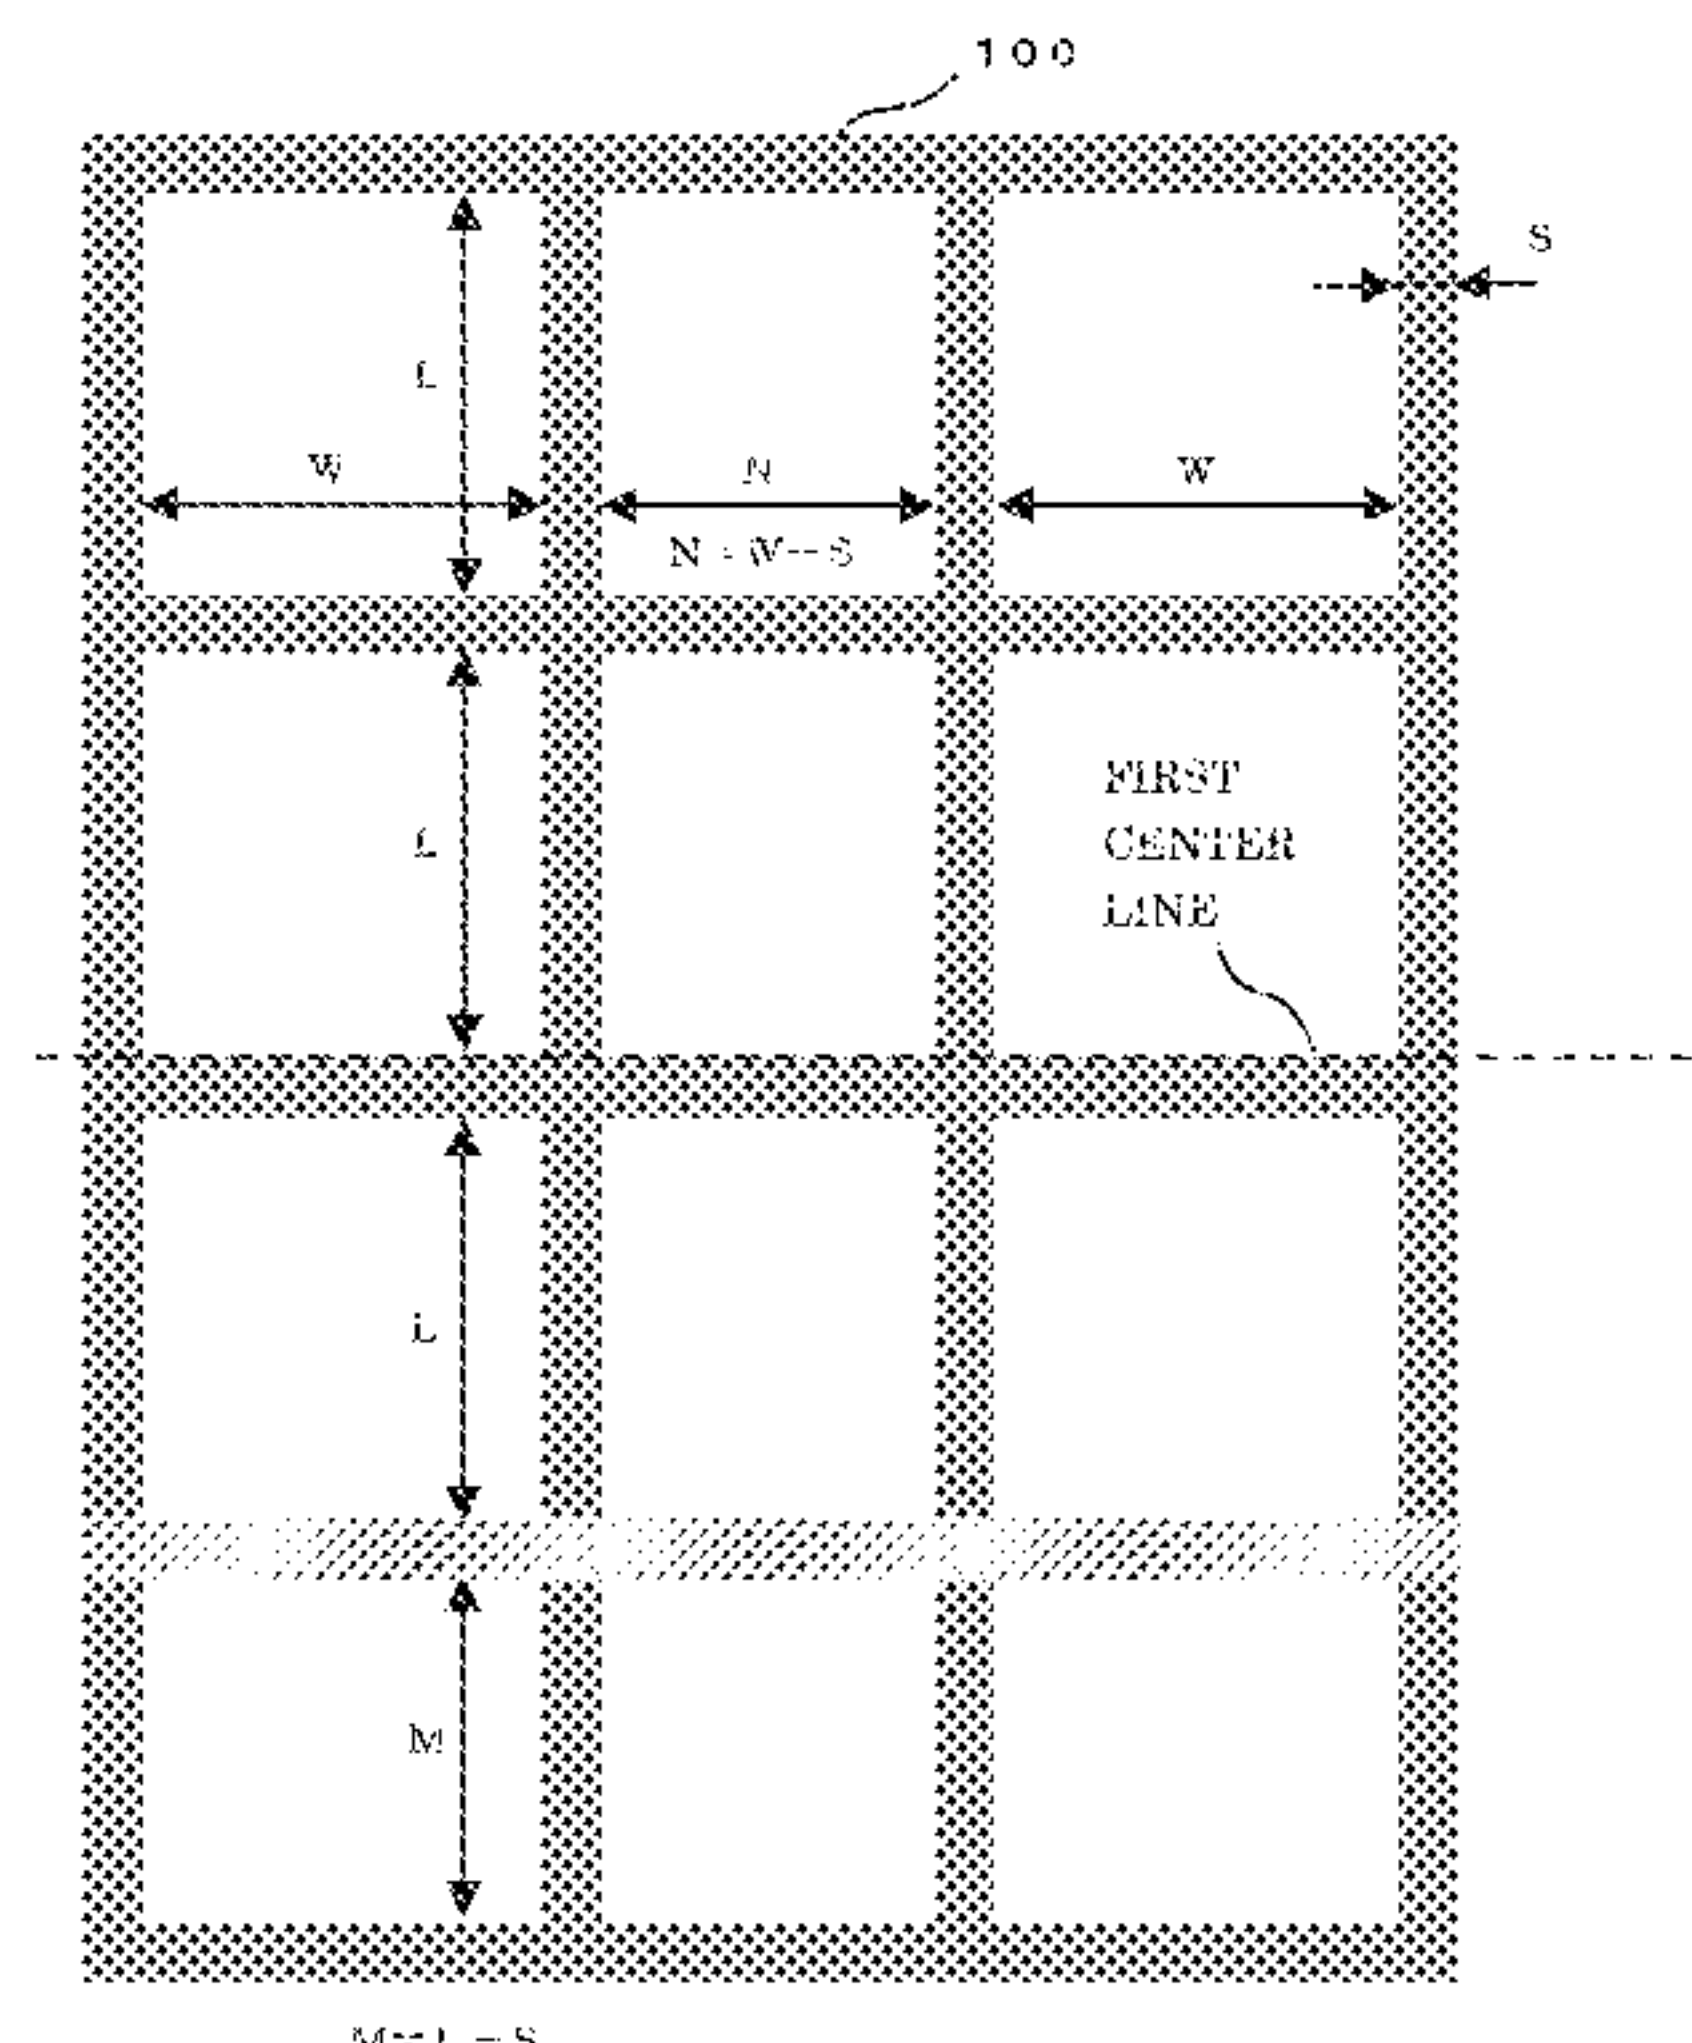 100
S
L
W
N
W
N = W - S
L
FIRST
CENTER
LINE
L
M
M = L - S